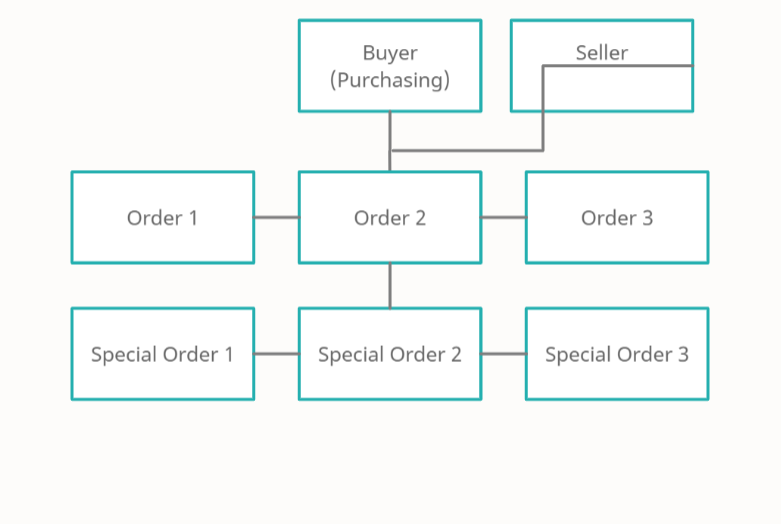 Buyer
(Purchasing)
Seller
Order 1
Order 2
Order 3
Special Order 1
Special Order 2
Special Order 3